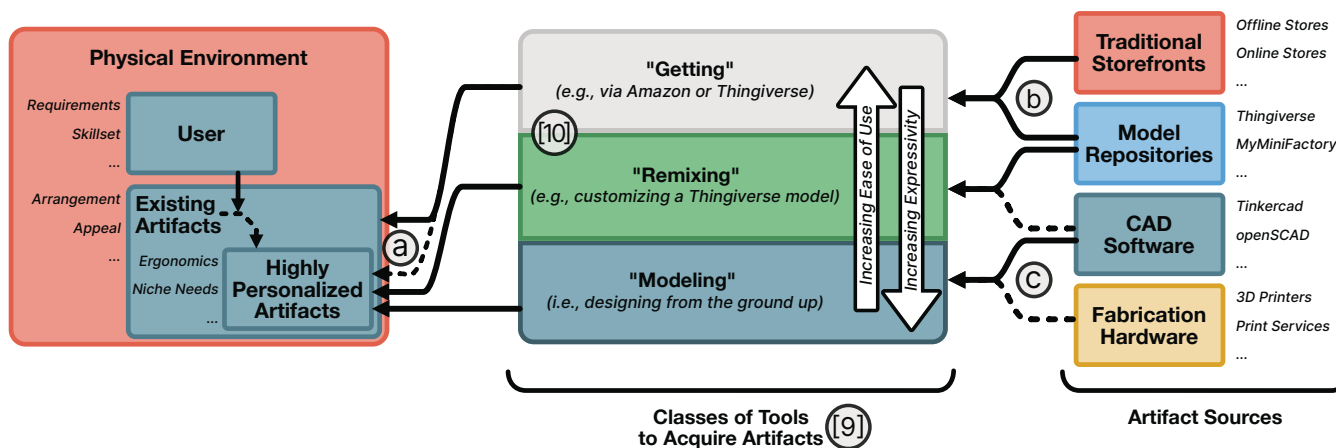 Physical Environment
Requirements
Skillset
...
User
Arrangement
Appeal
...
Existing
Artifacts
Ergonomics
Niche Needs
...
Highly
Personalized
Artifacts
a
"Getting"
(e.g., via Amazon or Thingiverse)
[10]
"Remixing"
(e.g., customizing a Thingiverse model)
"Modeling"
(i.e., designing from the ground up)
Increasing Ease of Use
Increasing Expressivity
Classes of Tools
to Acquire Artifacts
[9]
b
c
Traditional
Storefronts
Offline Stores
Online Stores
...
Model
Repositories
Thingiverse
MyMiniFactory
...
CAD
Software
Tinkercad
openSCAD
...
Fabrication
Hardware
3D Printers
Print Services
...
Artifact Sources